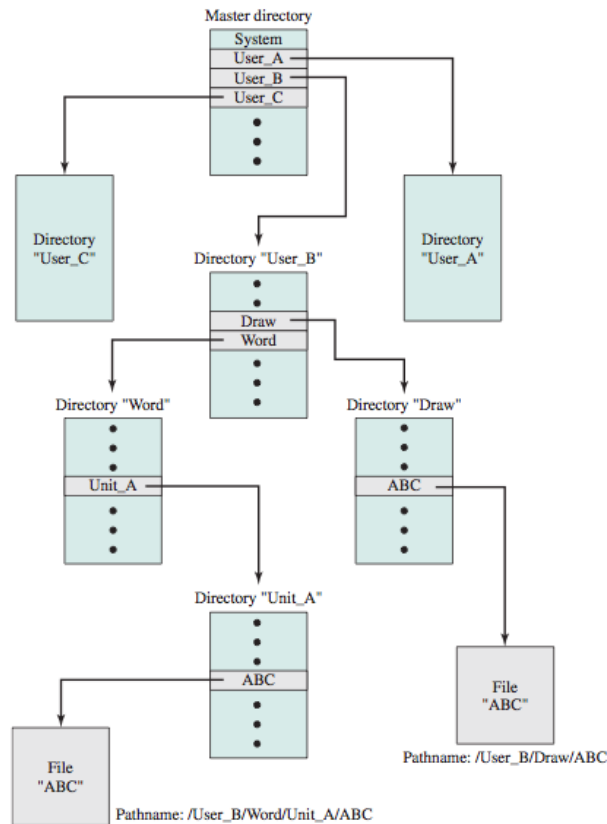 Master directory
System
User_A
User_B
User_C
Directory
"User_C"
Directory
"User_A"
Directory "User_B"
Draw
Word
Directory "Word"
Directory "Draw"
Unit_A
ABC
Directory "Unit_A"
ABC
File
"ABC"
Pathname: /User_B/Draw/ABC
File
"ABC"
Pathname: /User_B/Word/Unit_A/ABC